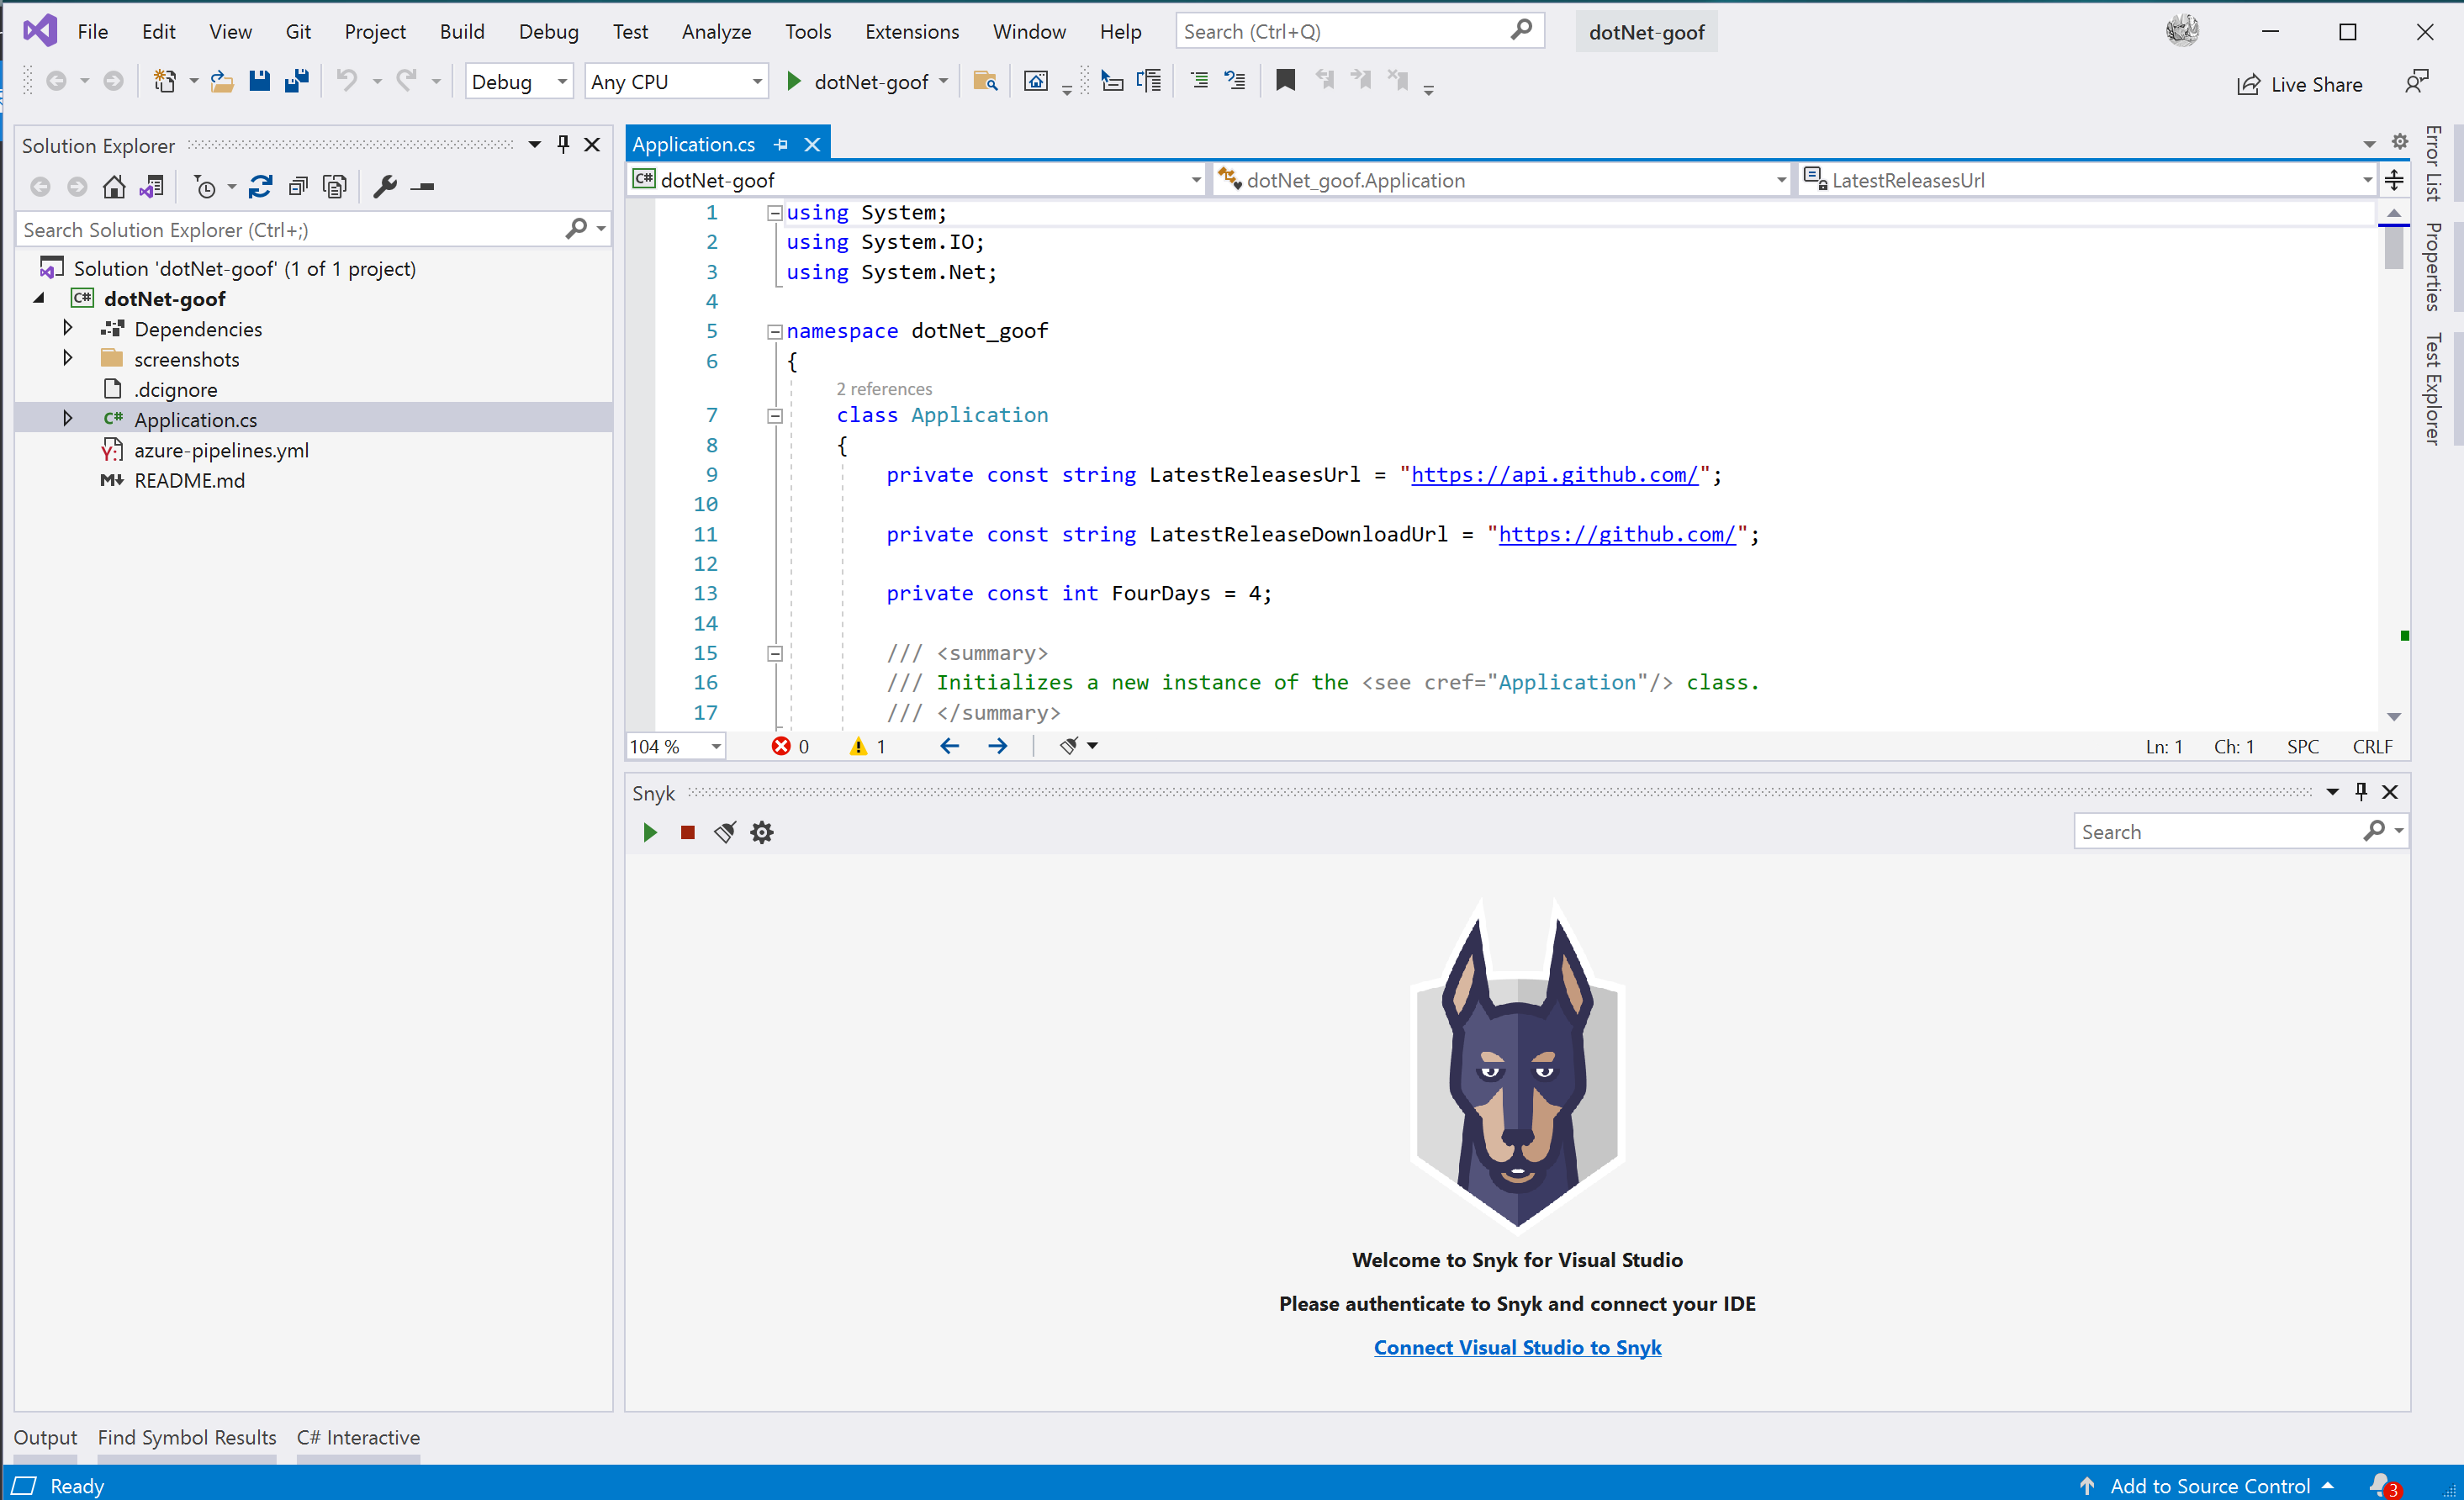 File Edit View Git Project Build Debug Test Analyze Tools Extensions Window Help Search (Ctrl+Q) dotNet-goof
Debug Any CPU dotNet-goof Live Share
Solution Explorer
Search Solution Explorer (Ctrl+;)
Solution 'dotNet-goof' (1 of 1 project)
C# dotNet-goof
Dependencies
screenshots
.dcignore
C# Application.cs
Y: azure-pipelines.yml
M README.md
Application.cs
C# dotNet-goof dotNet_goof.Application LatestReleasesUrl
1 using System;
2 using System.IO;
3 using System.Net;
4
5 namespace dotNet_goof
6 {
2 references
7 class Application
8 {
9 private const string LatestReleasesUrl = "https://api.github.com/";
10
11 private const string LatestReleaseDownloadUrl = "https://github.com/";
12
13 private const int FourDays = 4;
14
15 /// <summary>
16 /// Initializes a new instance of the <see cref="Application"/> class.
17 /// </summary>
104 % 0 1 Ln: 1 Ch: 1 SPC CRLF
Snyk
Search
Welcome to Snyk for Visual Studio
Please authenticate to Snyk and connect your IDE
Connect Visual Studio to Snyk
Error List
Properties
Test Explorer
Output Find Symbol Results C# Interactive
Ready Add to Source Control 3